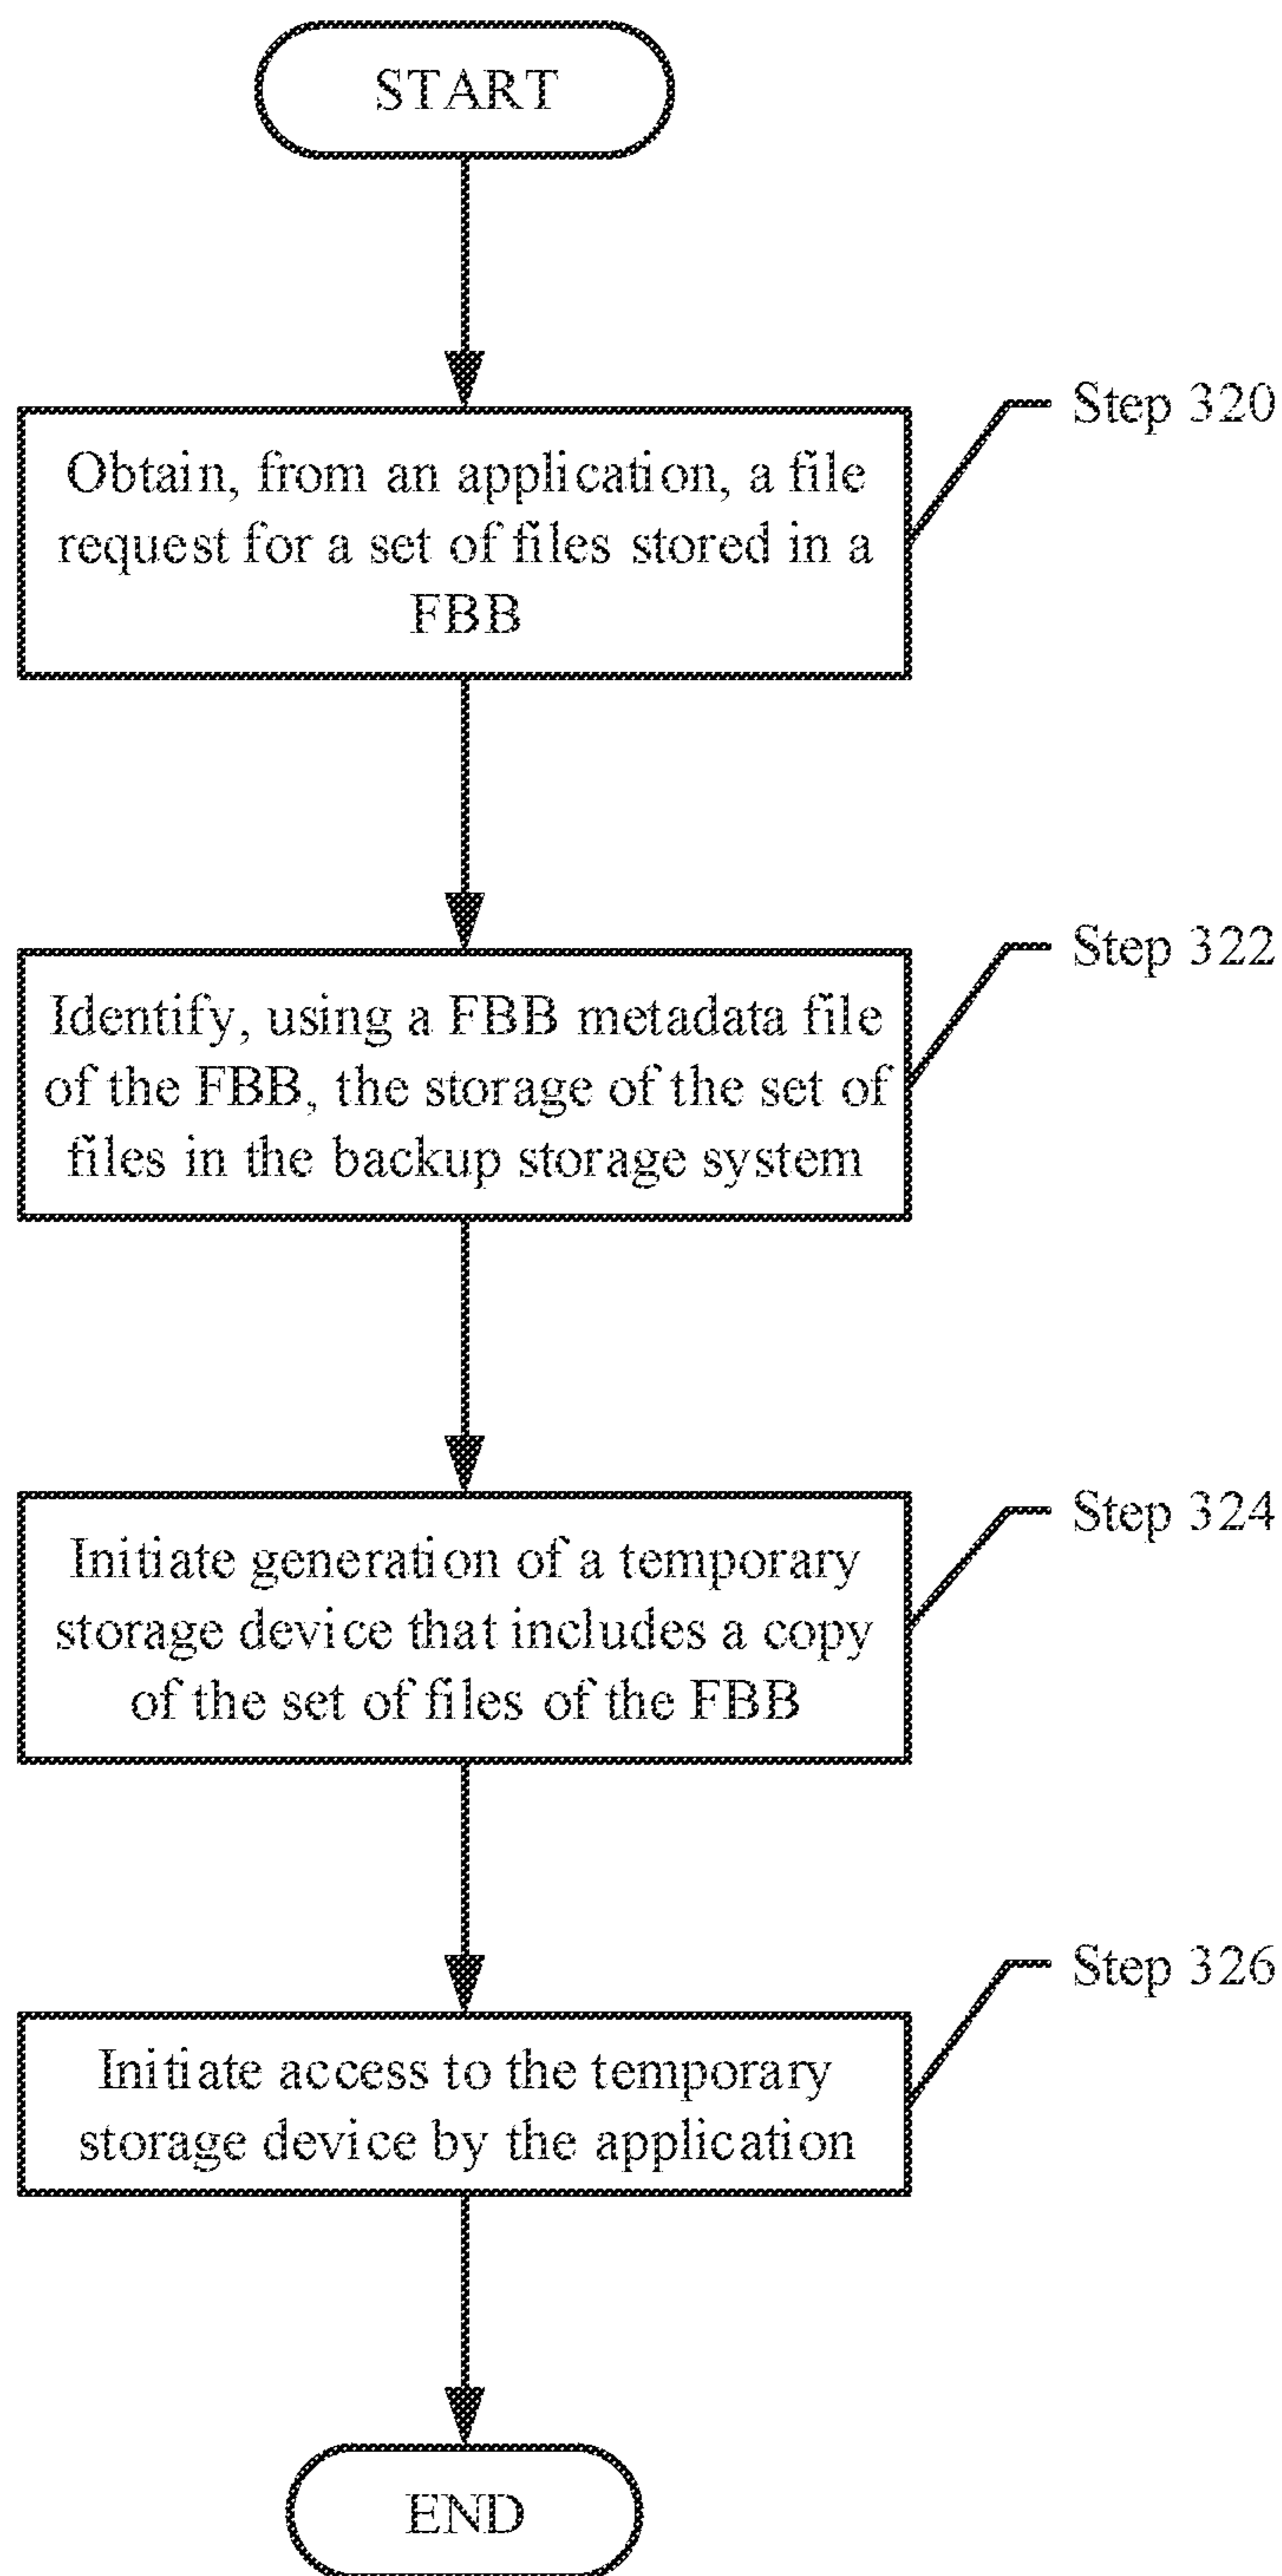 START
Step 320
Obtain, from an application, a file
request for a set of files stored in a
FBB
Step 322
Identify, using a FBB metadata file
of the FBB, the storage of the set of
files in the backup storage system
Step 324
Initiate generation of a temporary
storage device that includes a copy
of the set of files of the FBB
Step 326
Initiate access to the temporary
storage device by the application
END